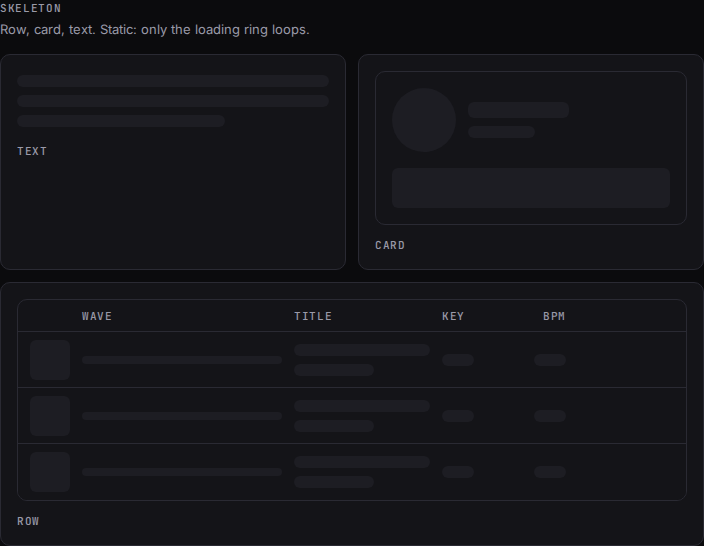 SKELETON
Row, card, text. Static: only the loading ring loops.
TEXT
CARD
WAVE TITLE KEY BPM
ROW